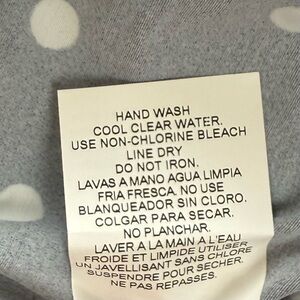 HAND WASH
COOL CLEAR WATER.
USE NON-CHLORINE BLEACH
LINE DRY
DO NOT IRON.
LAVAS A MANO AGUA LIMPIA
FRIA FRESCA. NO USE
BLANQUEADOR SIN CLORO.
COLGAR PARA SECAR.
NO PLANCHAR.
LAVER A LA MAIN A L'EAU
FROIDE ET LIMPIDE UTILISER
UN JAVELLISANT SANS CHLORE
SUSPENDRE POUR SECHER.
NE PAS REPASSES.